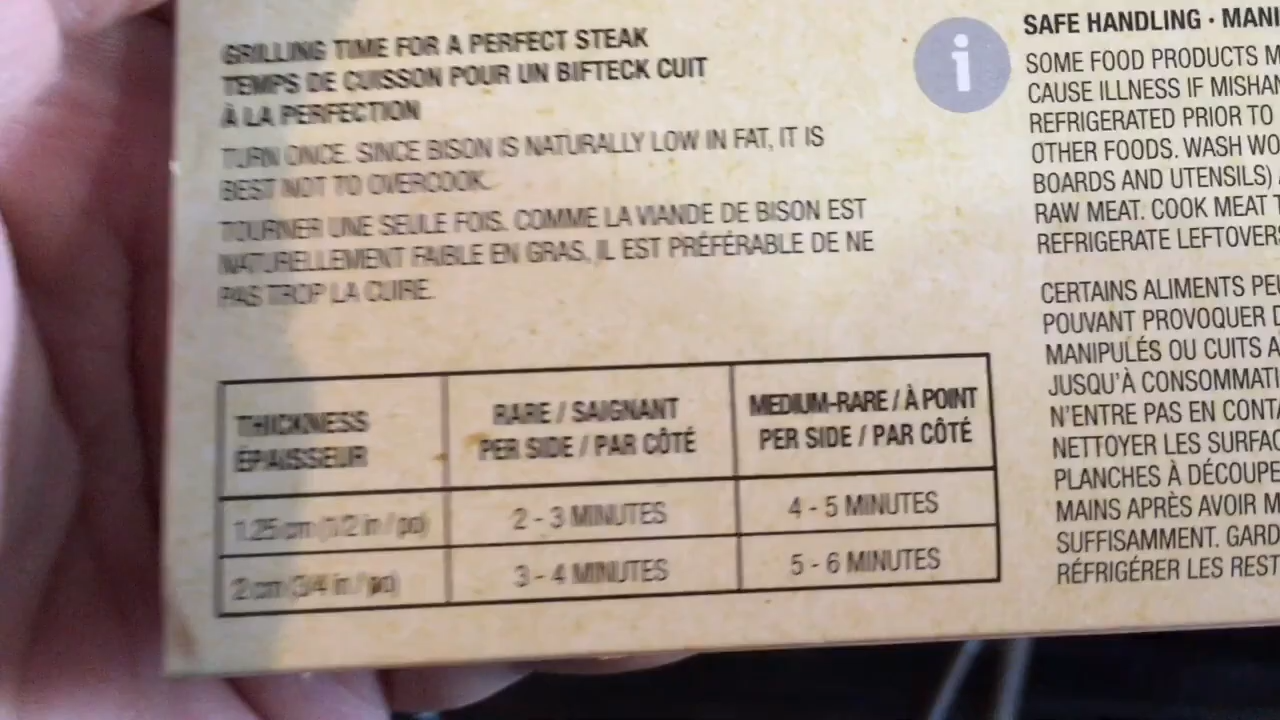 GRILLING TIME FOR A PERFECT STEAK
TEMPS DE CUISSON POUR UN BIFTECK CUIT
À LA PERFECTION
TURN ONCE. SINCE BISON IS NATURALLY LOW IN FAT, IT IS
BEST NOT TO OVERCOOK.
TOURNER UNE SEULE FOIS. COMME LA VIANDE DE BISON EST
NATURELLEMENT FAIBLE EN GRAS, IL EST PRÉFÉRABLE DE NE
PAS TROP LA CUIRE.
THICKNESS
ÉPAISSEUR
RARE / SAIGNANT
PER SIDE / PAR CÔTÉ
MEDIUM-RARE / À POINT
PER SIDE / PAR CÔTÉ
1.25 cm (1/2 in / po)
2 - 3 MINUTES
4 - 5 MINUTES
2 cm (3/4 in / po)
3 - 4 MINUTES
5 - 6 MINUTES
i
SAFE HANDLING · MANI
SOME FOOD PRODUCTS M
CAUSE ILLNESS IF MISHAN
REFRIGERATED PRIOR TO
OTHER FOODS. WASH WO
BOARDS AND UTENSILS)
RAW MEAT. COOK MEAT T
REFRIGERATE LEFTOVERS
CERTAINS ALIMENTS PEU
POUVANT PROVOQUER D
MANIPULÉS OU CUITS A
JUSQU'À CONSOMMATI
N'ENTRE PAS EN CONTA
NETTOYER LES SURFAC
PLANCHES À DÉCOUPE
MAINS APRÈS AVOIR M
SUFFISAMMENT. GARD
RÉFRIGÉRER LES REST